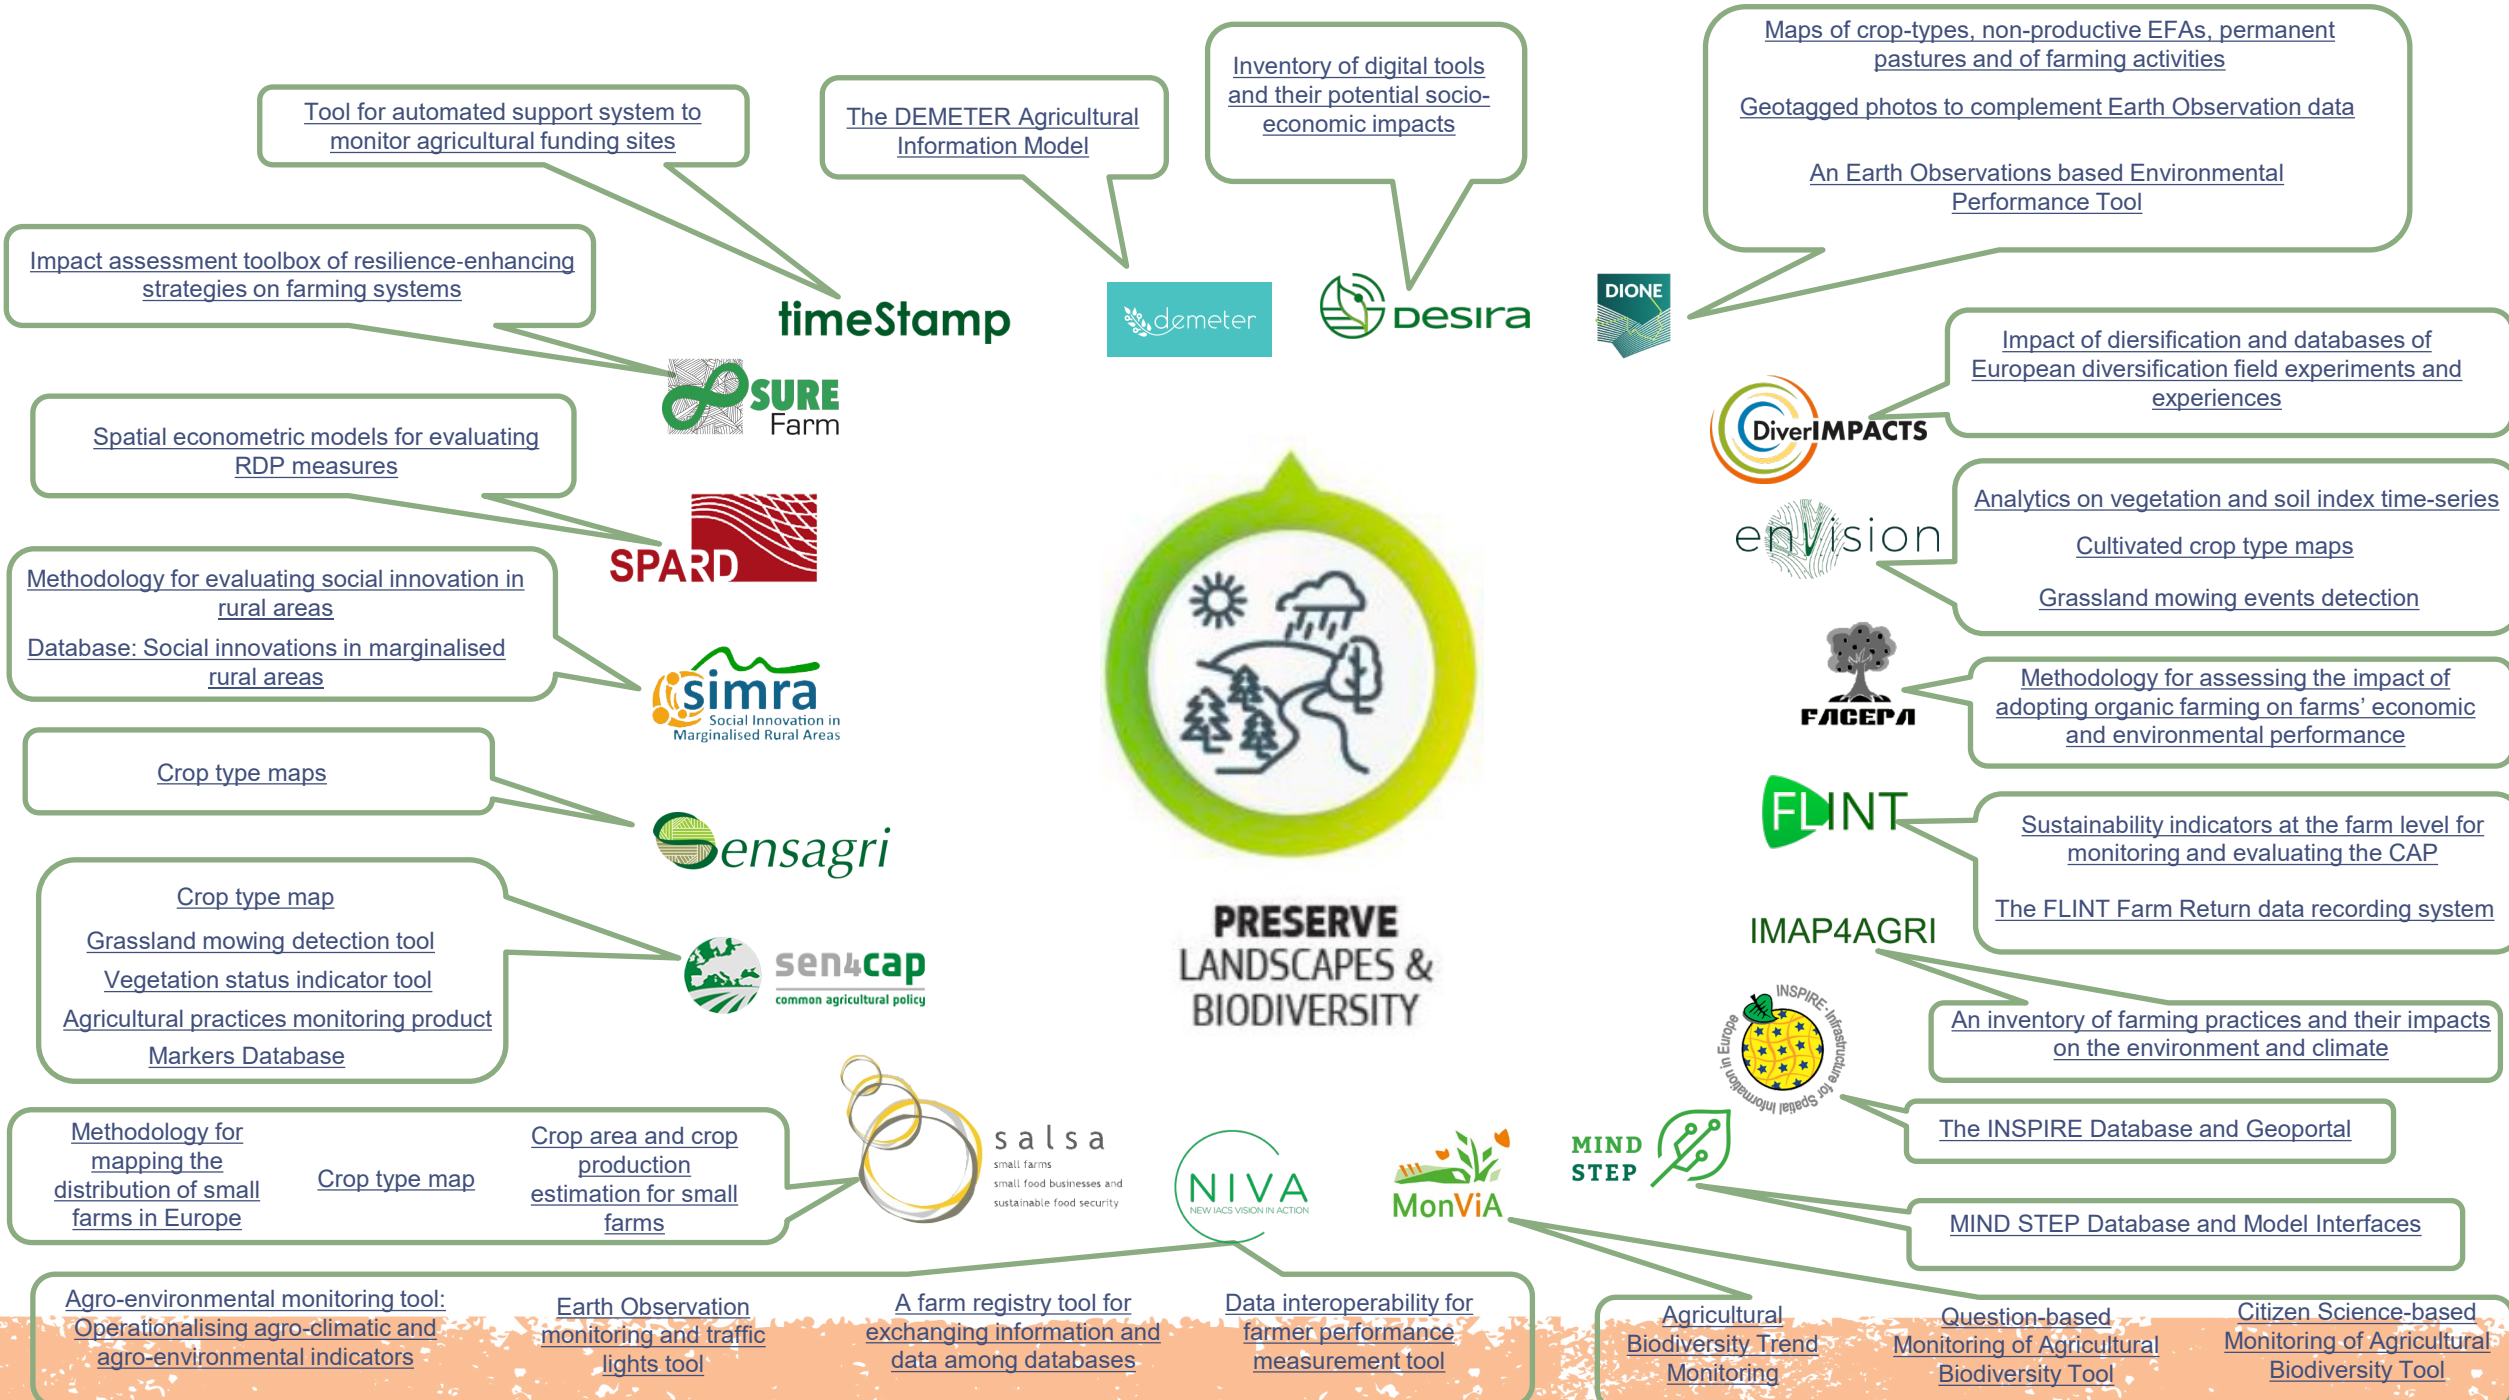 Maps of crop-types, non-productive EFAs, permanent
pastures and of farming activities
Geotagged photos to complement Earth Observation data
An Earth Observations based Environmental
Performance Tool
Inventory of digital tools
and their potential socio-
economic impacts
The DEMETER Agricultural
Information Model
Tool for automated support system to
monitor agricultural funding sites
Impact assessment toolbox of resilience-enhancing
strategies on farming systems
timeStamp
demeter
DESIRA
DIONE
SURE
Farm
Impact of diersification and databases of
European diversification field experiments and
experiences
DiverIMPACTS
Spatial econometric models for evaluating
RDP measures
SPARD
Analytics on vegetation and soil index time-series
Cultivated crop type maps
Grassland mowing events detection
enVision
Methodology for evaluating social innovation in
rural areas
Database: Social innovations in marginalised
rural areas
simra
Social Innovation in
Marginalised Rural Areas
FACEPA
Methodology for assessing the impact of
adopting organic farming on farms' economic
and environmental performance
Crop type maps
Sensagri
FLINT
Sustainability indicators at the farm level for
monitoring and evaluating the CAP
The FLINT Farm Return data recording system
Crop type map
Grassland mowing detection tool
Vegetation status indicator tool
Agricultural practices monitoring product
Markers Database
sen4cap
common agricultural policy
PRESERVE
LANDSCAPES &
BIODIVERSITY
IMAP4AGRI
An inventory of farming practices and their impacts
on the environment and climate
INSPIRE - Infrastructure for Spatial Information in Europe
The INSPIRE Database and Geoportal
Methodology for
mapping the
distribution of small
farms in Europe
Crop type map
Crop area and crop
production
estimation for small
farms
salsa
small farms
small food businesses and
sustainable food security
NIVA
NEW IACS VISION IN ACTION
MonViA
MIND
STEP
MIND STEP Database and Model Interfaces
Agro-environmental monitoring tool:
Operationalising agro-climatic and
agro-environmental indicators
Earth Observation
monitoring and traffic
lights tool
A farm registry tool for
exchanging information and
data among databases
Data interoperability for
farmer performance
measurement tool
Agricultural
Biodiversity Trend
Monitoring
Question-based
Monitoring of Agricultural
Biodiversity Tool
Citizen Science-based
Monitoring of Agricultural
Biodiversity Tool